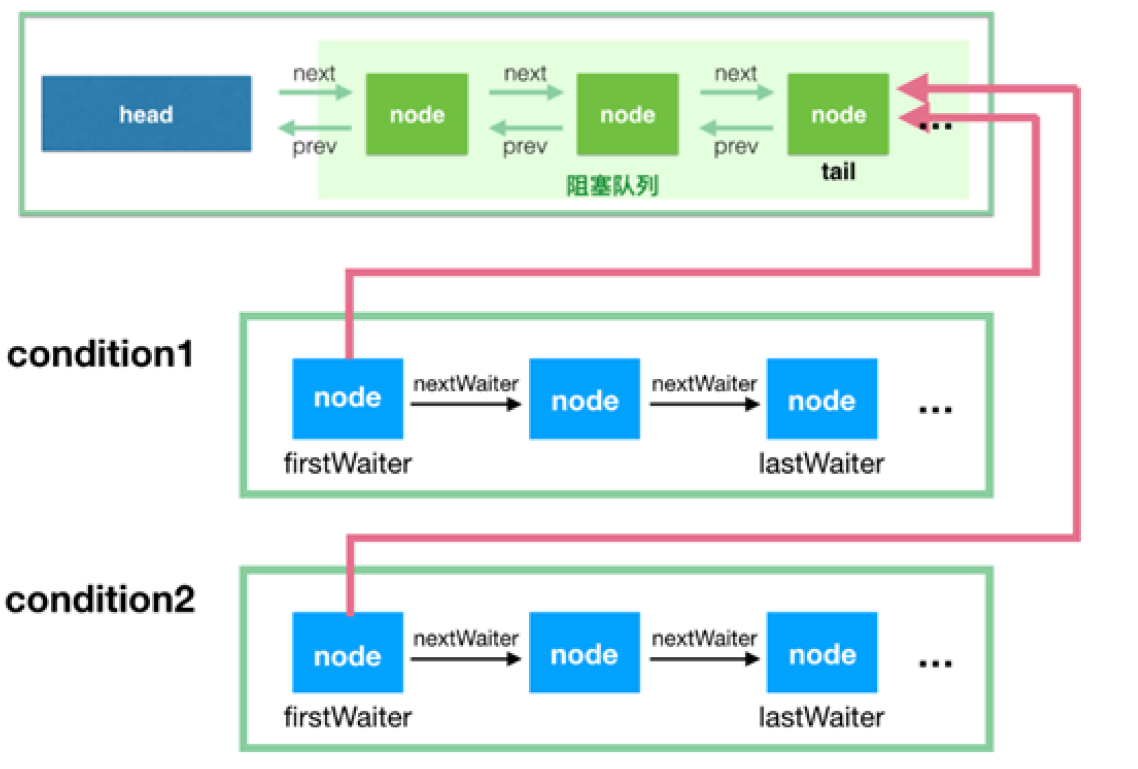 next next next
head node node node ...
prev prev prev
tail
阻塞队列
condition1
node nextWaiter node nextWaiter node ...
firstWaiter lastWaiter
condition2
node nextWaiter node nextWaiter node ...
firstWaiter lastWaiter